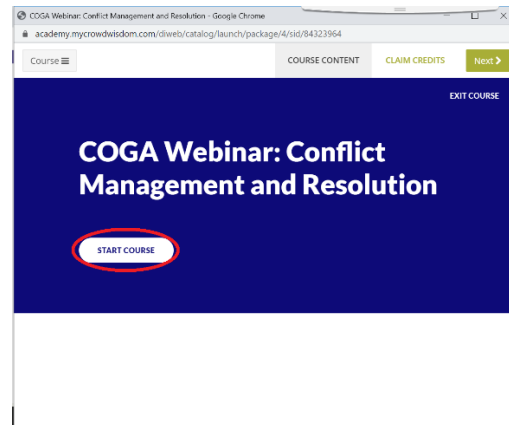 COGA Webinar: Conflict Management and Resolution - Google Chrome
academy.mycrowdwisdom.com/diweb/catalog/launch/package/4/sid/84323964
Course
COURSE CONTENT
CLAIM CREDITS
Next
EXIT COURSE
COGA Webinar: Conflict
Management and Resolution
START COURSE